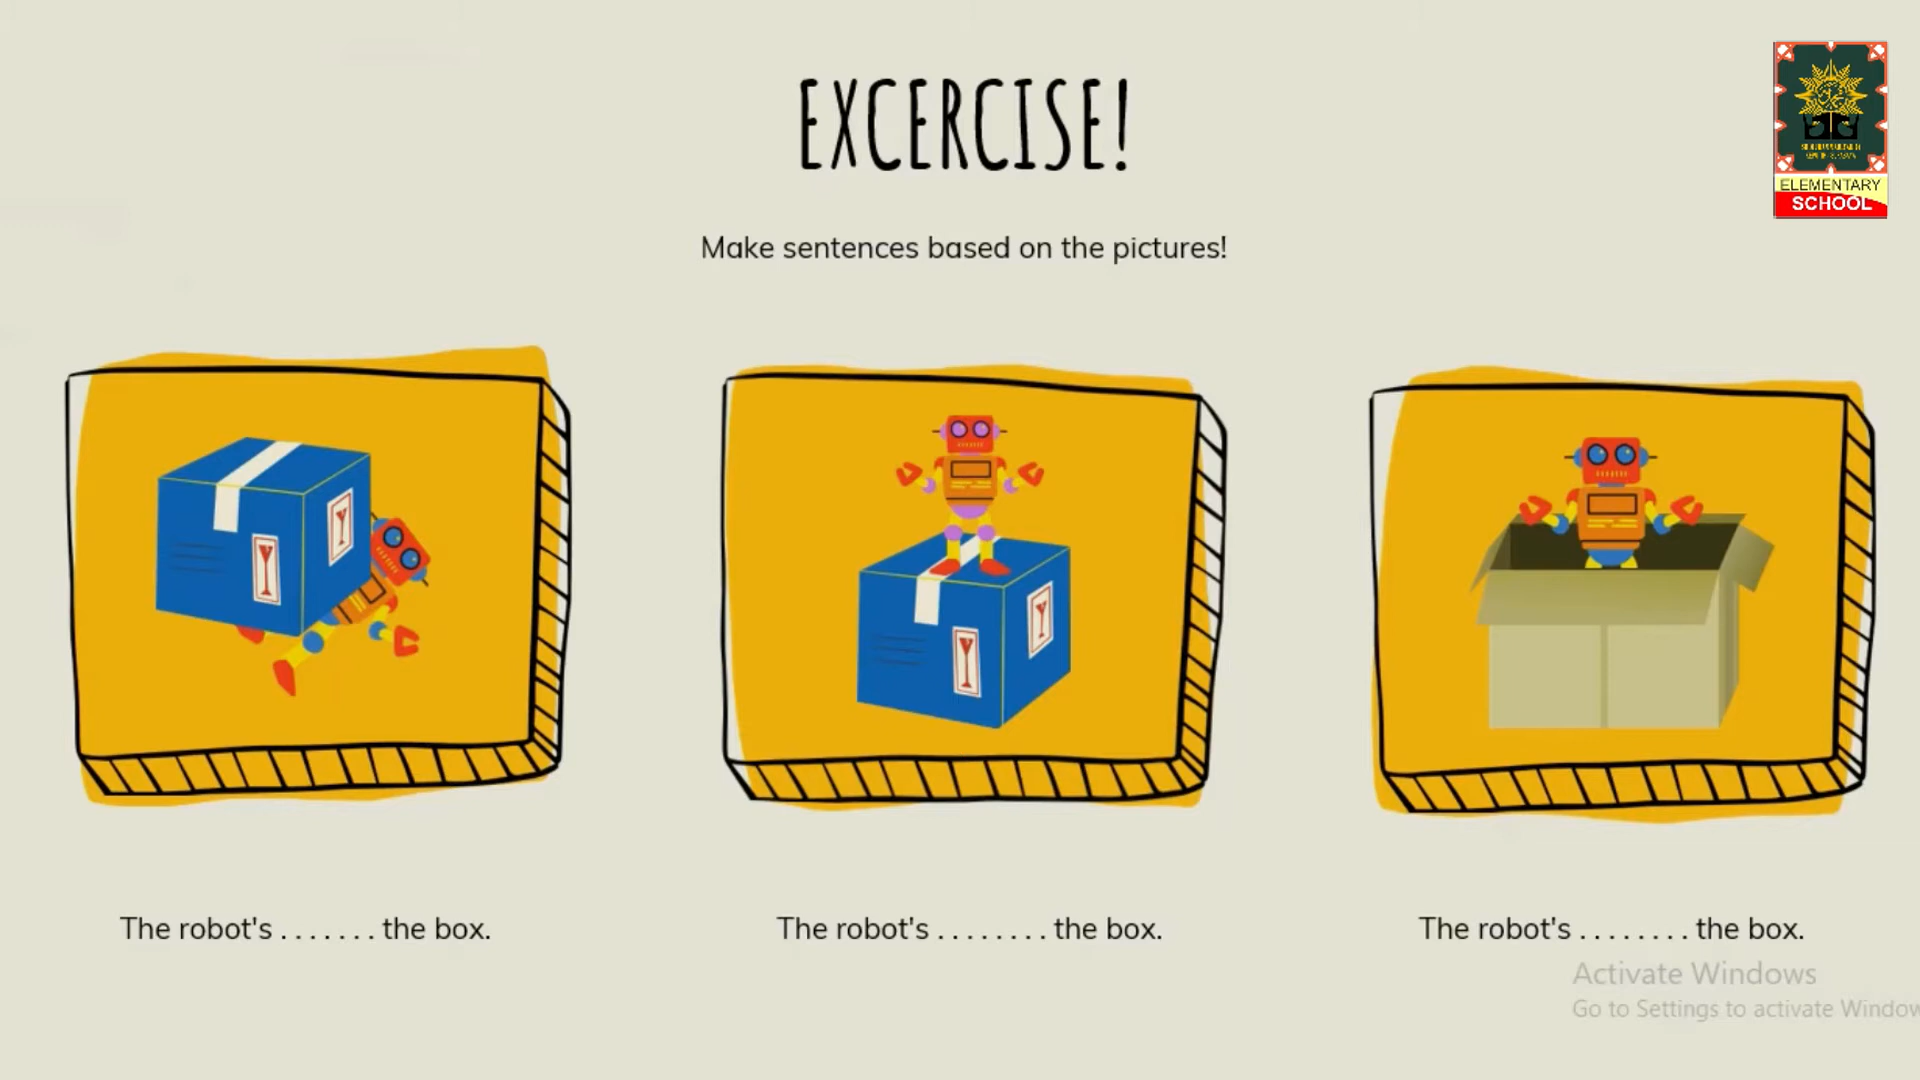 EXCERCISE!
Make sentences based on the pictures!
ELEMENTARY
SCHOOL
The robot's . . . . . . . the box.
The robot's . . . . . . . . the box.
The robot's . . . . . . . . the box.
Activate Windows
Go to Settings to activate Window